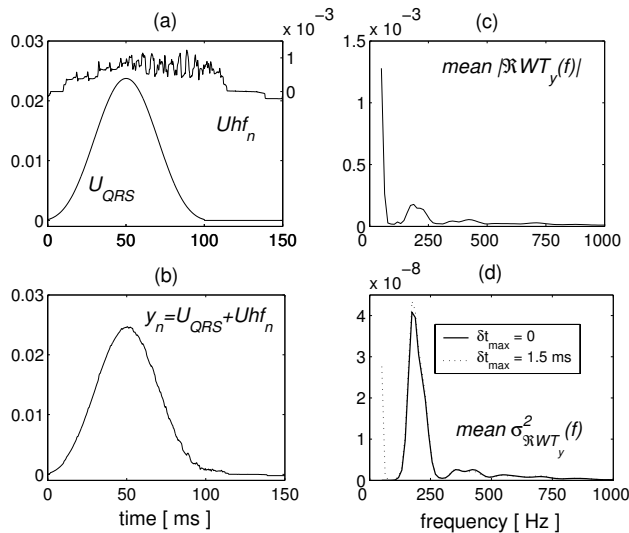 (a)
x 10^-3
0.03
0.02
0.01
0
1
0
Uhf_n
U_QRS
0 50 100 150
(c)
x 10^-3
1.5
1
0.5
0
mean |ℜWT_y(f)|
0 250 500 750 1000
(b)
0.03
0.02
0.01
0
y_n=U_QRS+Uhf_n
0 50 100 150
time [ ms ]
(d)
x 10^-8
4
3
2
1
0
δt_max = 0
δt_max = 1.5 ms
mean σ^2_ℜWT_y(f)
0 250 500 750 1000
frequency [ Hz ]